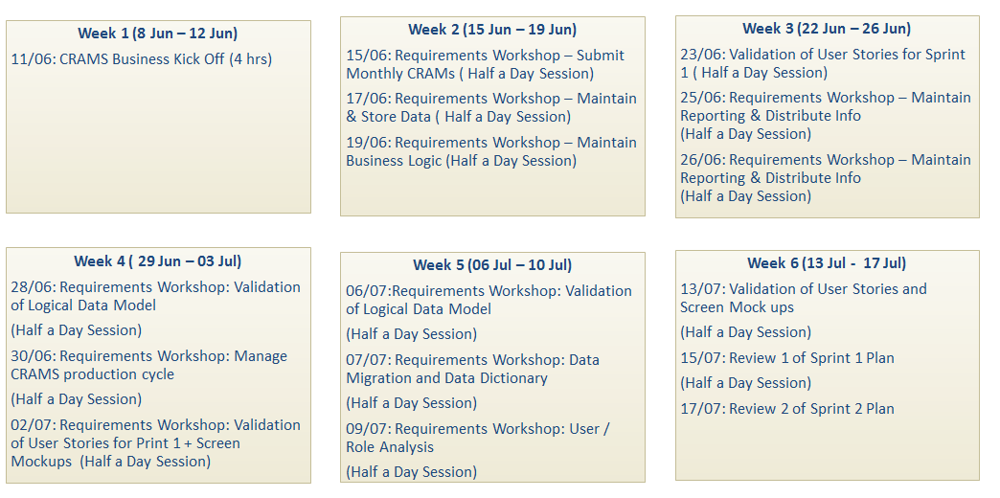 Week 1 (8 Jun – 12 Jun)
11/06: CRAMS Business Kick Off (4 hrs)
Week 2 (15 Jun – 19 Jun)
15/06: Requirements Workshop – Submit
Monthly CRAMs ( Half a Day Session)
17/06: Requirements Workshop – Maintain
& Store Data ( Half a Day Session)
19/06: Requirements Workshop – Maintain
Business Logic (Half a Day Session)
Week 3 (22 Jun – 26 Jun)
23/06: Validation of User Stories for Sprint
1 ( Half a Day Session)
25/06: Requirements Workshop – Maintain
Reporting & Distribute Info
(Half a Day Session)
26/06: Requirements Workshop – Maintain
Reporting & Distribute Info
(Half a Day Session)
Week 4 ( 29 Jun – 03 Jul)
28/06: Requirements Workshop: Validation
of Logical Data Model
(Half a Day Session)
30/06: Requirements Workshop: Manage
CRAMS production cycle
(Half a Day Session)
02/07: Requirements Workshop: Validation
of User Stories for Print 1 + Screen
Mockups  (Half a Day Session)
Week 5 (06 Jul – 10 Jul)
06/07:Requirements Workshop: Validation
of Logical Data Model
(Half a Day Session)
07/07: Requirements Workshop: Data
Migration and Data Dictionary
(Half a Day Session)
09/07: Requirements Workshop: User /
Role Analysis
(Half a Day Session)
Week 6 (13 Jul -  17 Jul)
13/07: Validation of User Stories and
Screen Mock ups
(Half a Day Session)
15/07: Review 1 of Sprint 1 Plan
(Half a Day Session)
17/07: Review 2 of Sprint 2 Plan